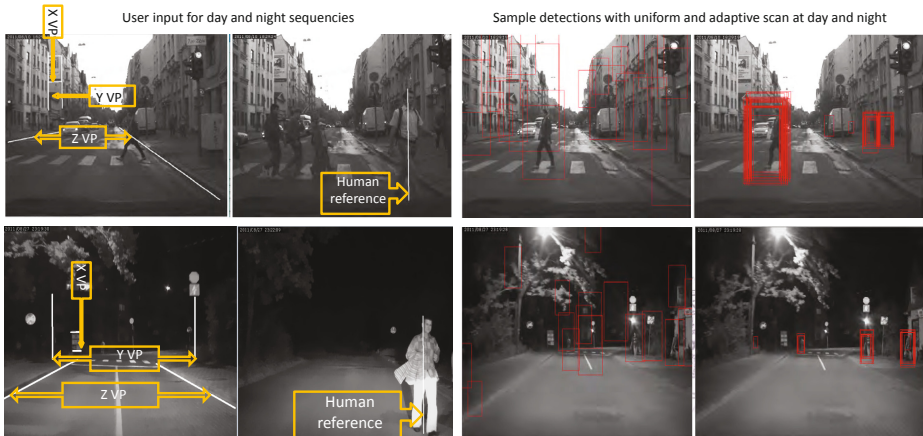 User input for day and night sequencies
Sample detections with uniform and adaptive scan at day and night
X VP
Y VP
Z VP
Human
reference
X VP
Y VP
Z VP
Human
reference